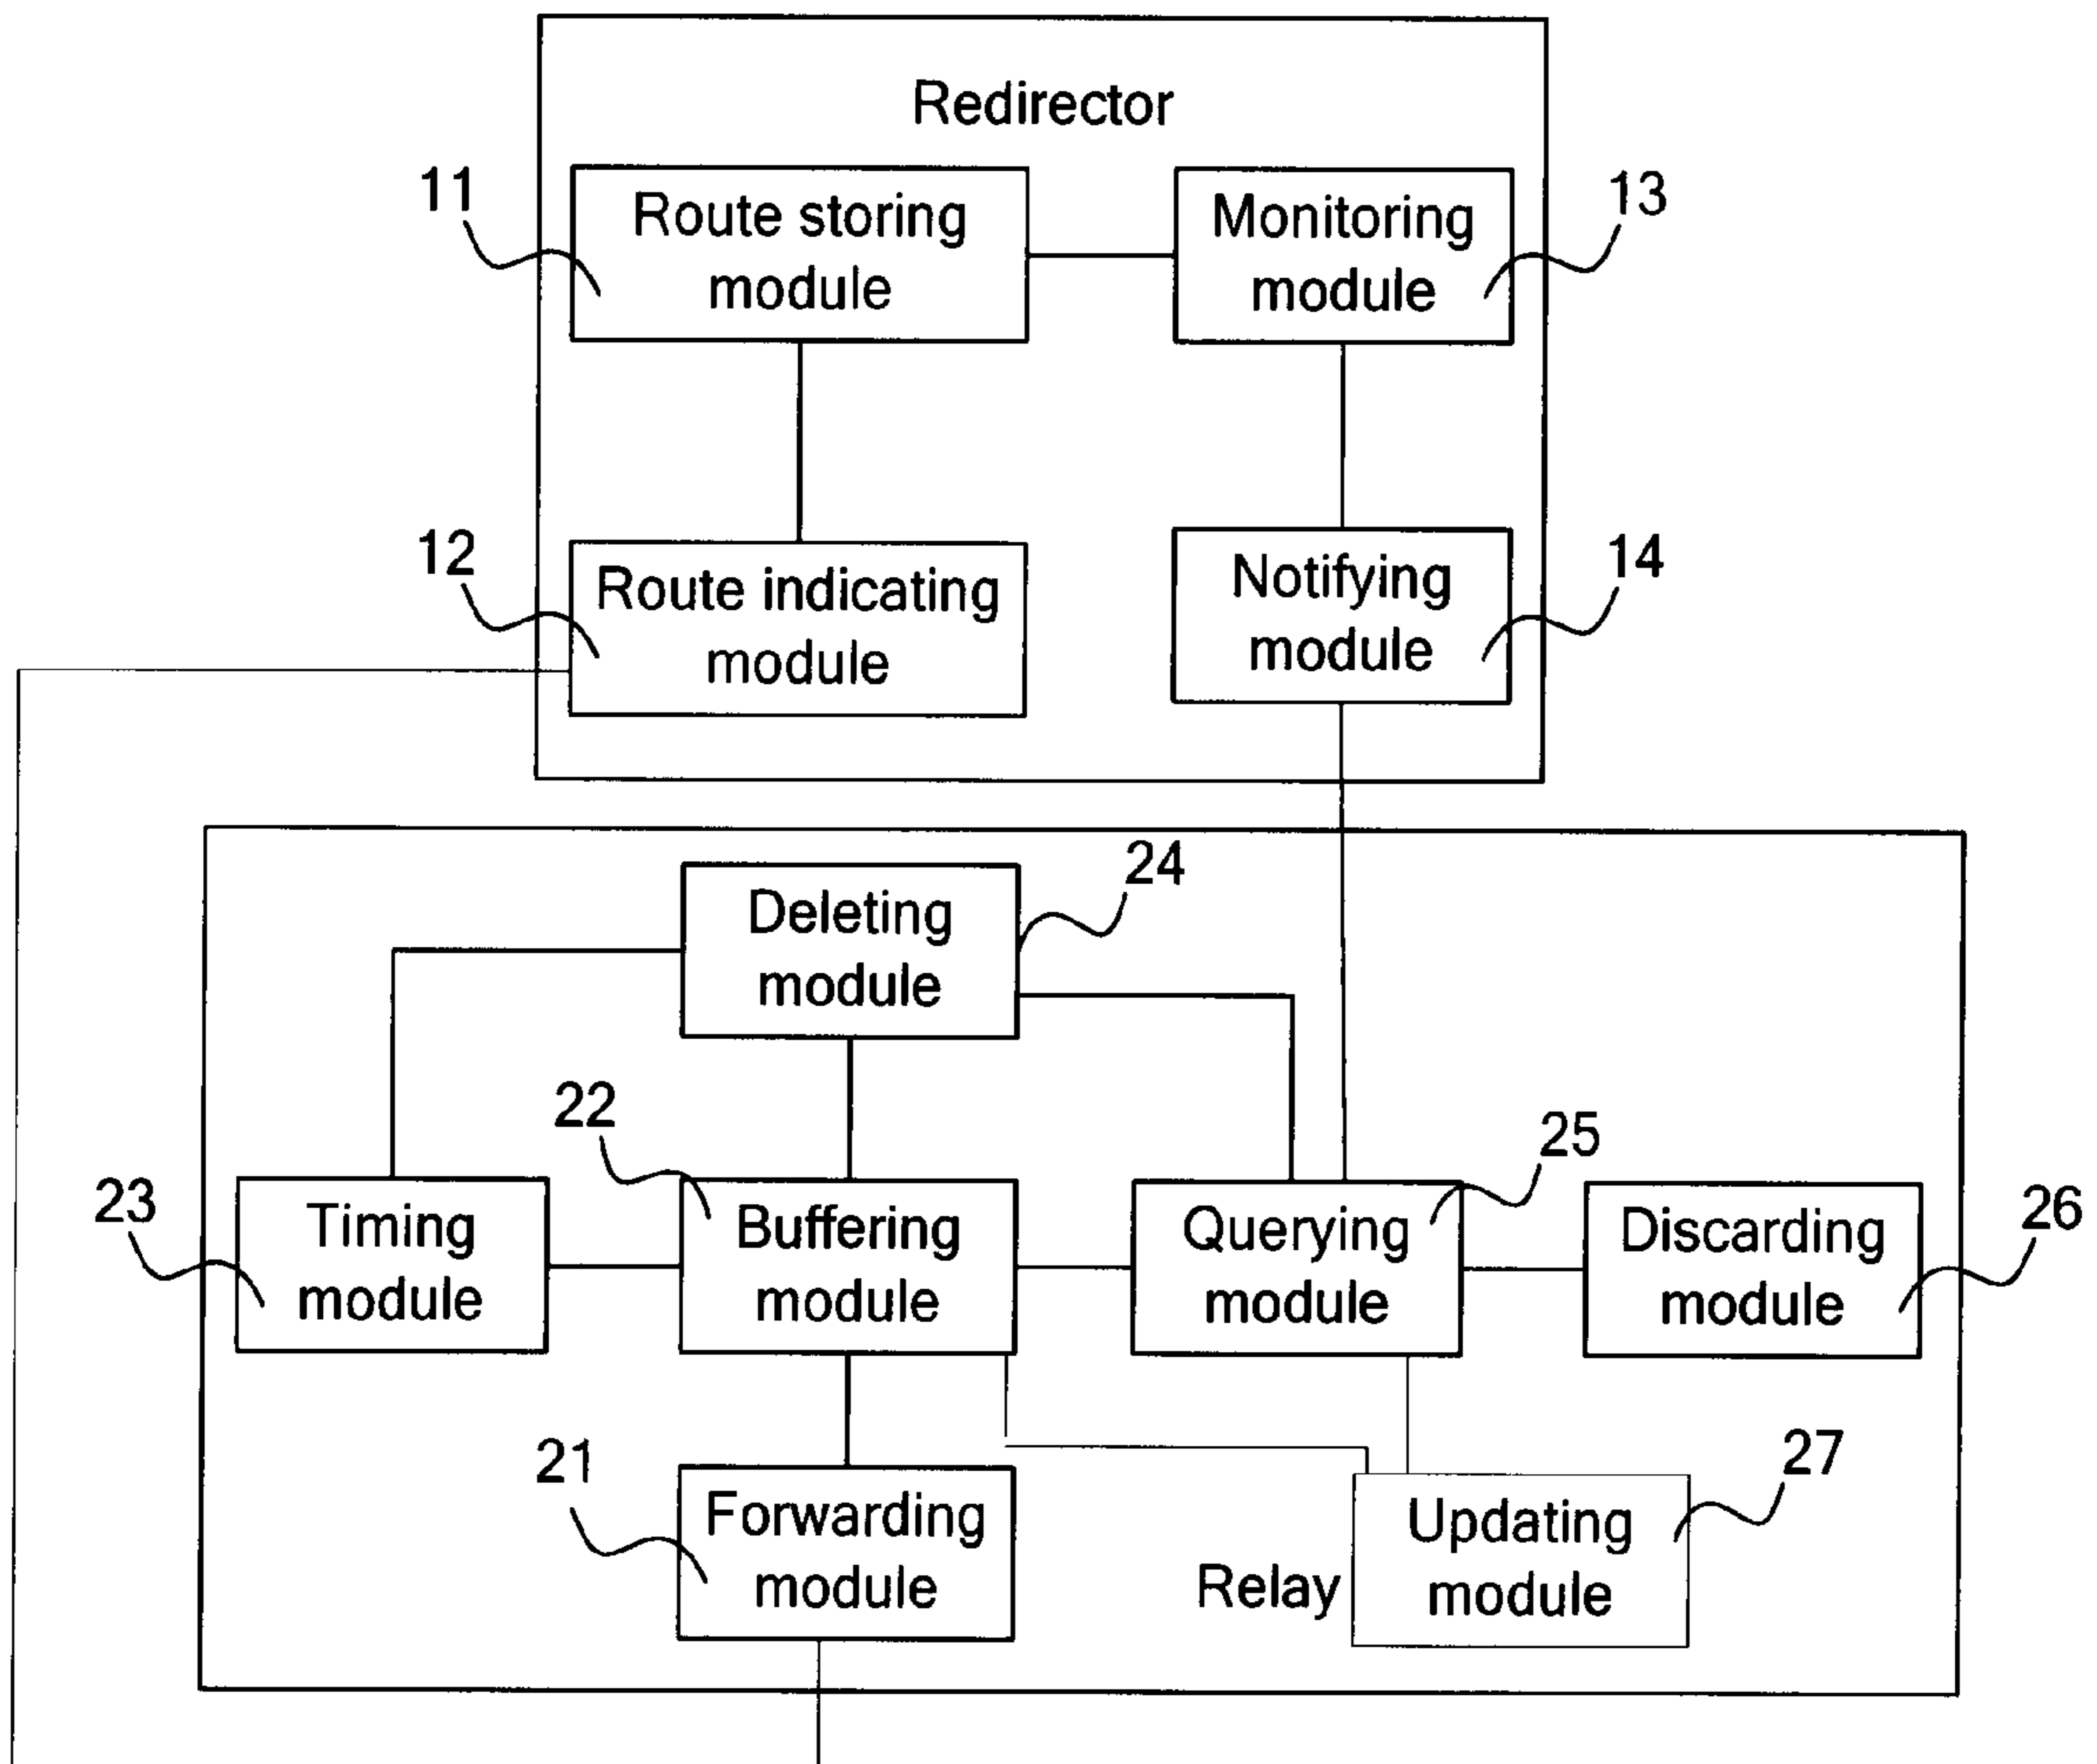 Redirector
11
Route storing
module
Monitoring
module
13
12
Route indicating
module
Notifying
module
14
Deleting
module
24
22
23
Timing
module
Buffering
module
Querying
module
25
Discarding
module
26
21
Forwarding
module
Relay
Updating
module
27